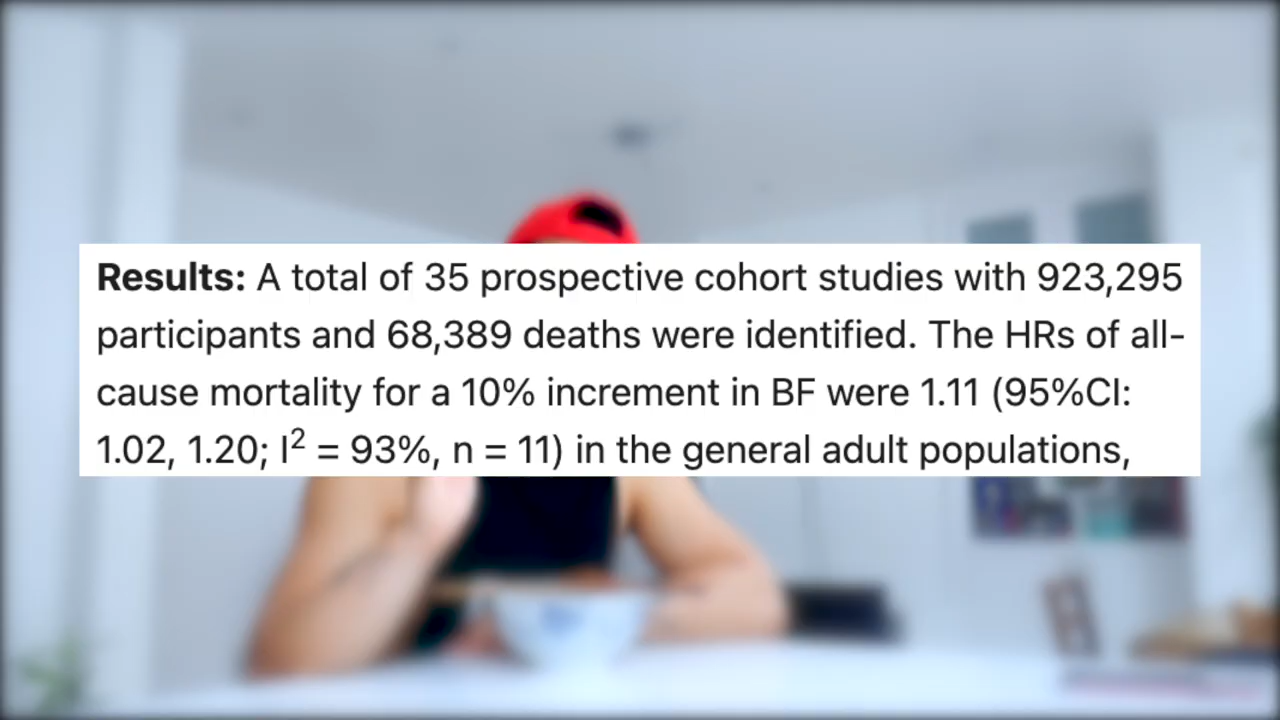 Results: A total of 35 prospective cohort studies with 923,295
participants and 68,389 deaths were identified. The HRs of all-
cause mortality for a 10% increment in BF were 1.11 (95%CI:
1.02, 1.20; I² = 93%, n = 11) in the general adult populations,